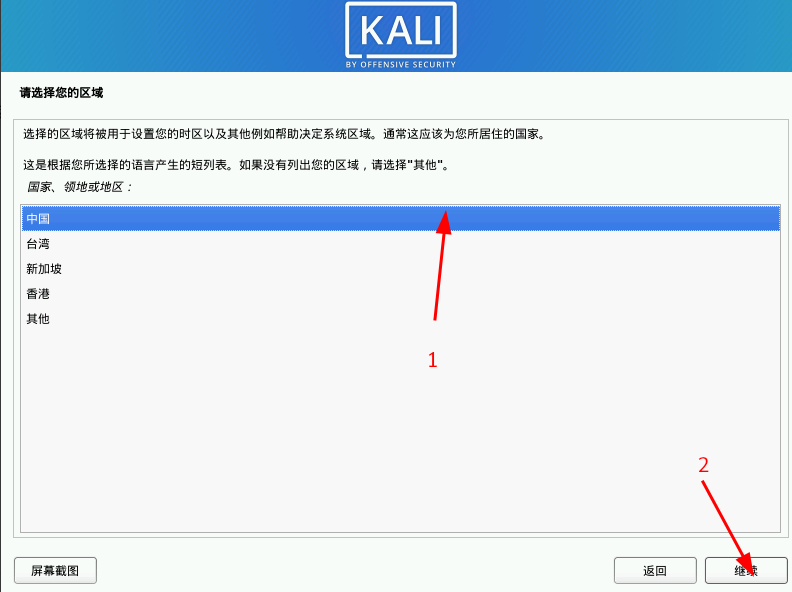 KALI
BY OFFENSIVE SECURITY
请选择您的区域
选择的区域将被用于设置您的时区以及其他例如帮助决定系统区域。通常这应该为您所居住的国家。
这是根据您所选择的语言产生的短列表。如果没有列出您的区域，请选择"其他"。
国家、领地或地区：
中国
台湾
新加坡
香港
其他
1
2
屏幕截图
返回
继续